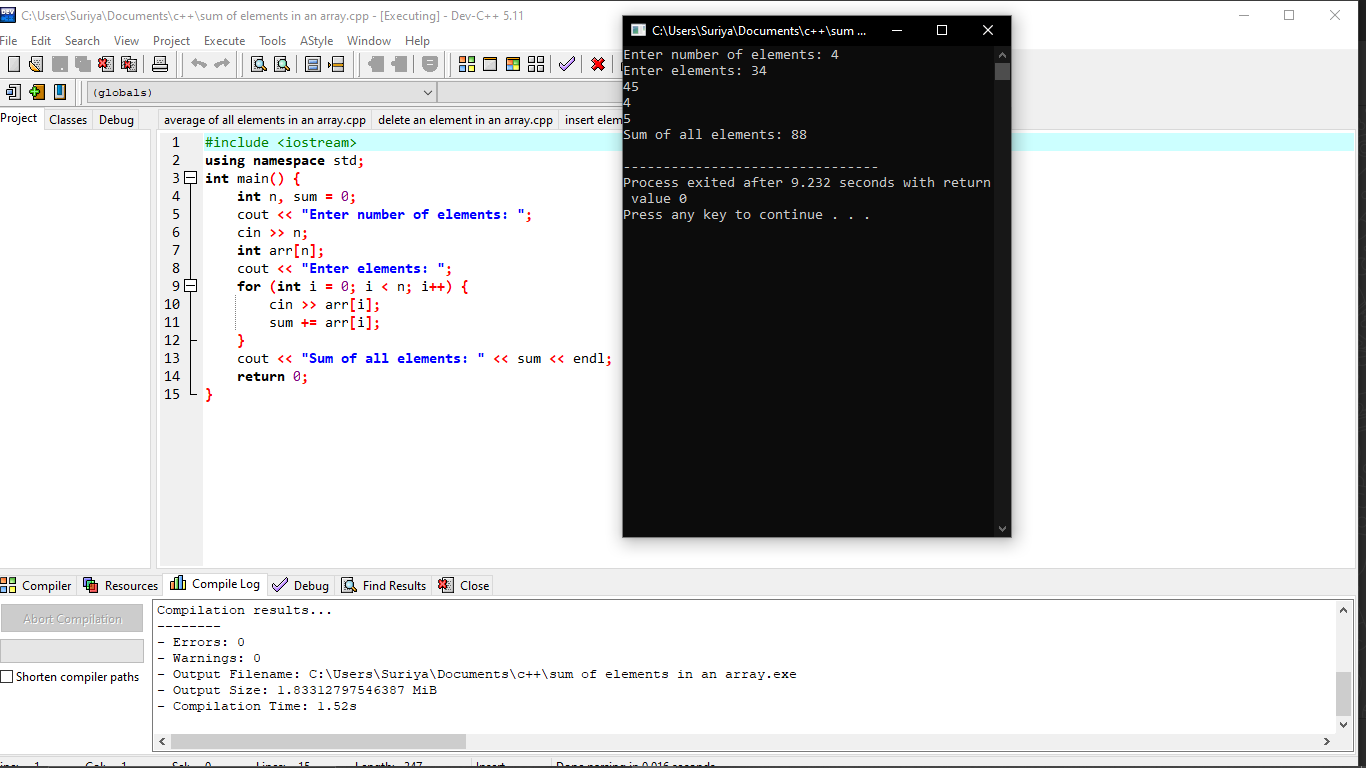 C:\Users\Suriya\Documents\c++\sum of elements in an array.cpp - [Executing] - Dev-C++ 5.11
File Edit Search View Project Execute Tools AStyle Window Help
(globals)
Project Classes Debug
average of all elements in an array.cpp delete an element in an array.cpp insert elem
1 #include <iostream>
2 using namespace std;
3 int main() {
4 int n, sum = 0;
5 cout << "Enter number of elements: ";
6 cin >> n;
7 int arr[n];
8 cout << "Enter elements: ";
9 for (int i = 0; i < n; i++) {
10 cin >> arr[i];
11 sum += arr[i];
12 }
13 cout << "Sum of all elements: " << sum << endl;
14 return 0;
15 }
C:\Users\Suriya\Documents\c++\sum ...
Enter number of elements: 4
Enter elements: 34
45
4
5
Sum of all elements: 88
--------------------------------
Process exited after 9.232 seconds with return
value 0
Press any key to continue . . .
Compiler Resources Compile Log Debug Find Results Close
Abort Compilation
Shorten compiler paths
Compilation results...
--------
- Errors: 0
- Warnings: 0
- Output Filename: C:\Users\Suriya\Documents\c++\sum of elements in an array.exe
- Output Size: 1.83312797546387 MiB
- Compilation Time: 1.52s